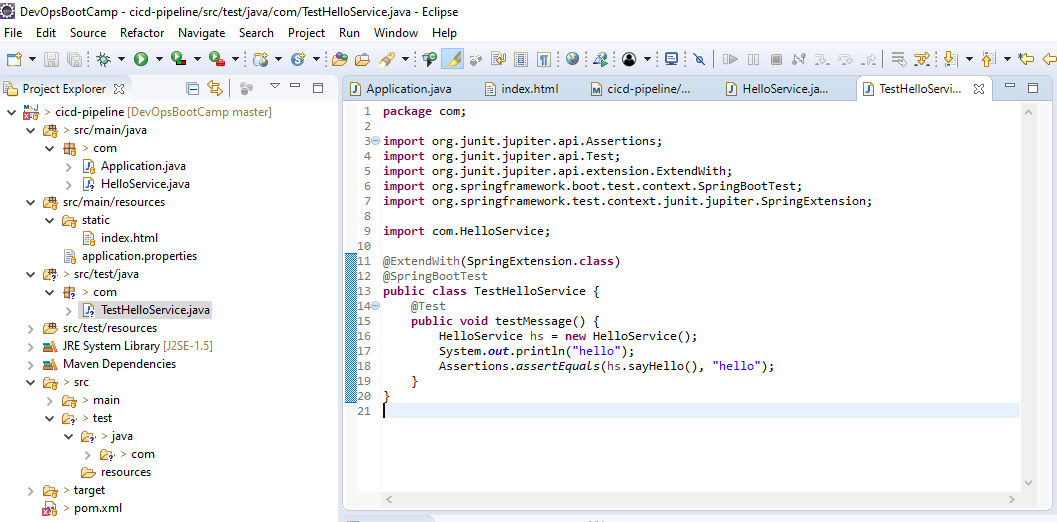 DevOpsBootCamp - cicd-pipeline/src/test/java/com/TestHelloService.java - Eclipse
File Edit Source Refactor Navigate Search Project Run Window Help
Project Explorer
> cicd-pipeline [DevOpsBootCamp master]
> src/main/java
> com
Application.java
HelloService.java
src/main/resources
static
index.html
application.properties
> src/test/java
> com
TestHelloService.java
src/test/resources
JRE System Library [J2SE-1.5]
Maven Dependencies
> src
> main
> test
> java
> com
resources
> target
> pom.xml
Application.java index.html cicd-pipeline/... HelloService.ja... TestHelloServi...
1 package com;
2
3 import org.junit.jupiter.api.Assertions;
4 import org.junit.jupiter.api.Test;
5 import org.junit.jupiter.api.extension.ExtendWith;
6 import org.springframework.boot.test.context.SpringBootTest;
7 import org.springframework.test.context.junit.jupiter.SpringExtension;
8
9 import com.HelloService;
10
11 @ExtendWith(SpringExtension.class)
12 @SpringBootTest
13 public class TestHelloService {
14 @Test
15 public void testMessage() {
16 HelloService hs = new HelloService();
17 System.out.println("hello");
18 Assertions.assertEquals(hs.sayHello(), "hello");
19 }
20 }
21